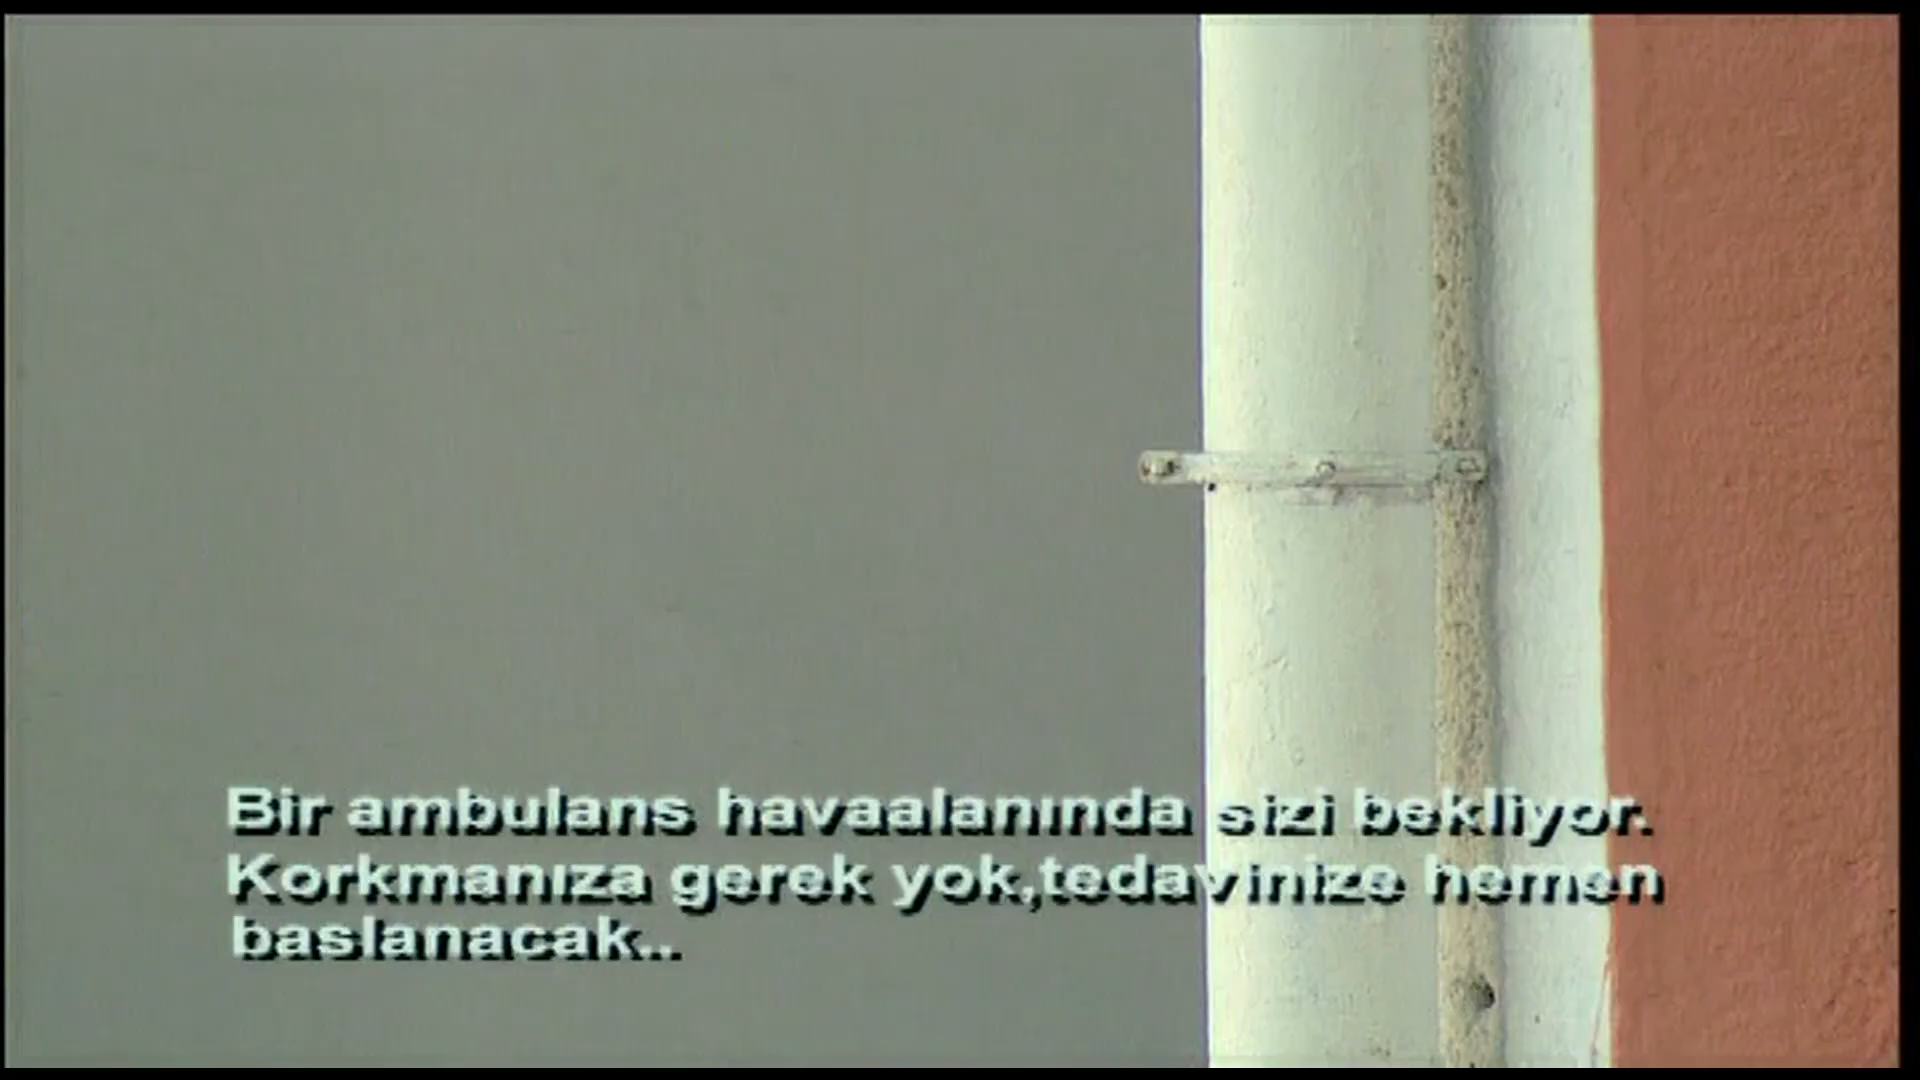 Bir ambulans havaalanında sizi bekliyor.
Korkmanıza gerek yok,tedavinize hemen
baslanacak..